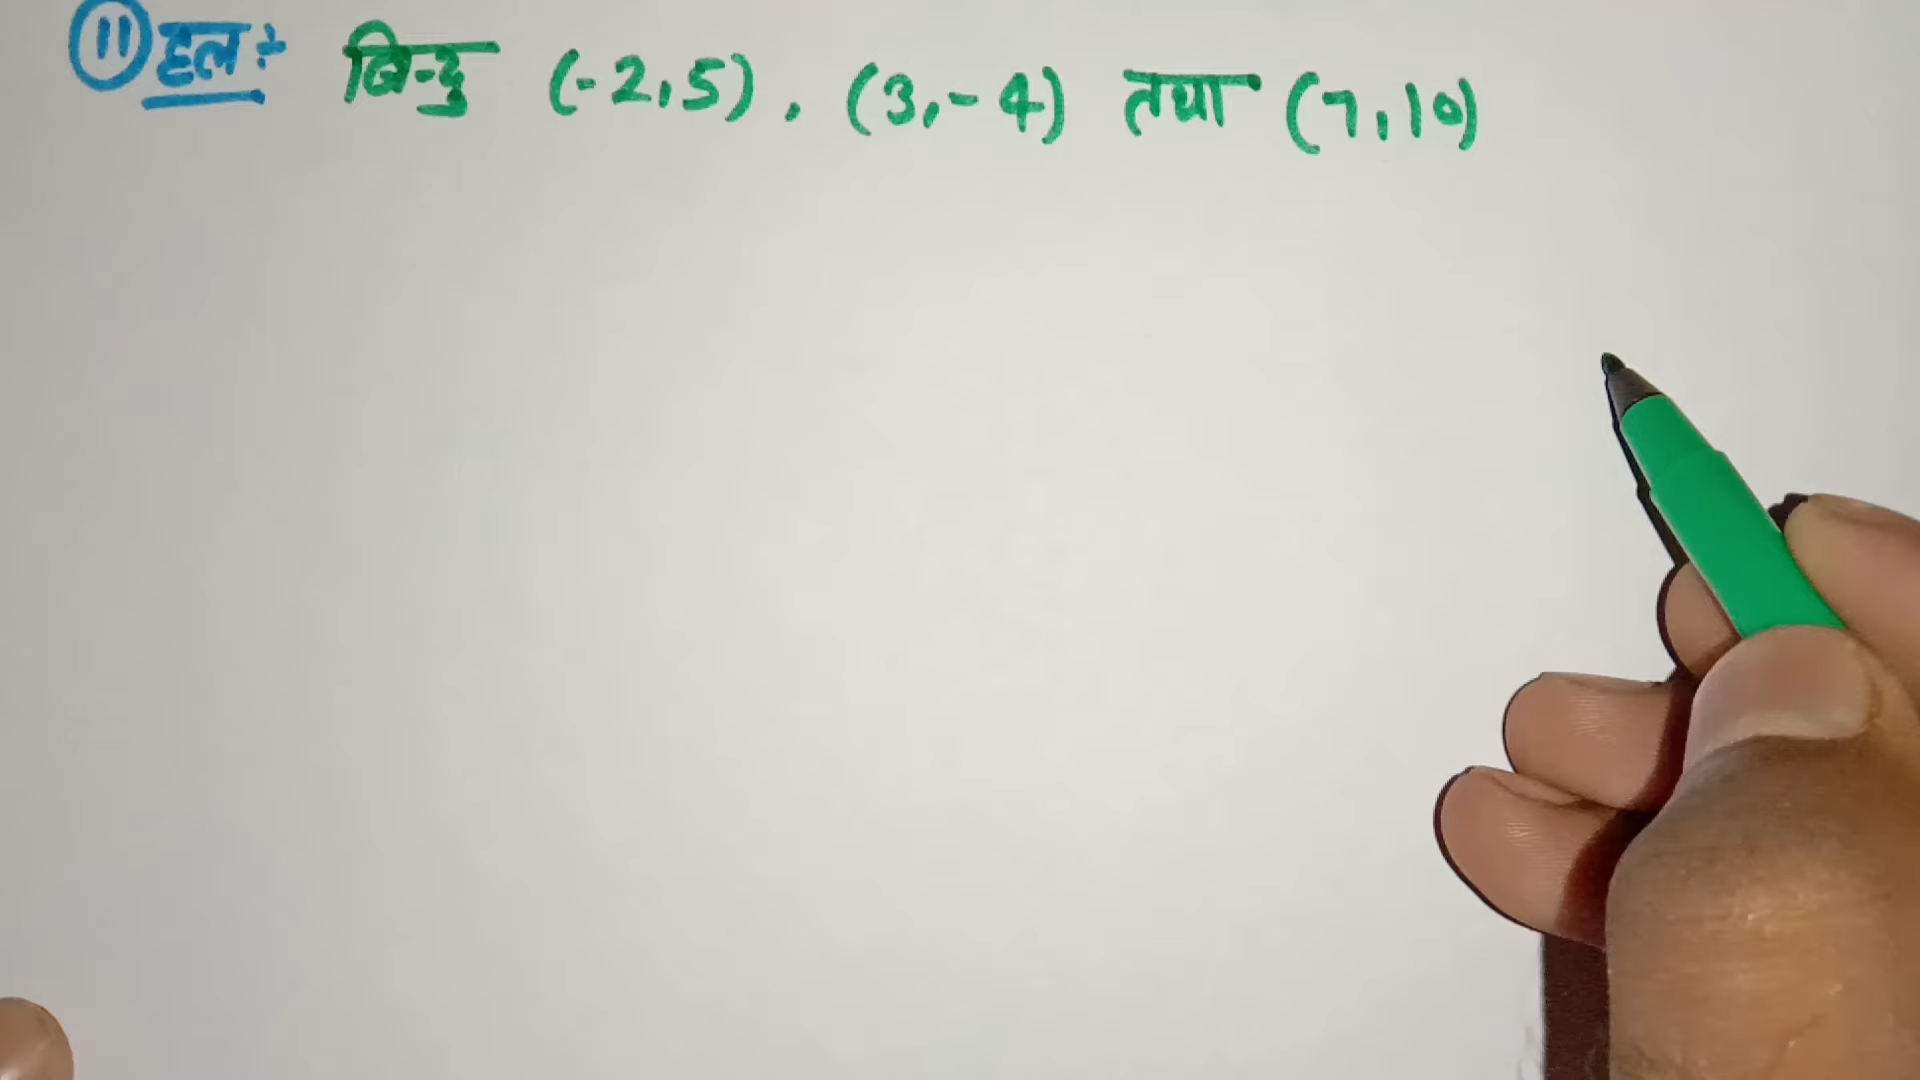 11 हल÷ बिन्दु (-2,5), (3,-4) तथा (7,10)